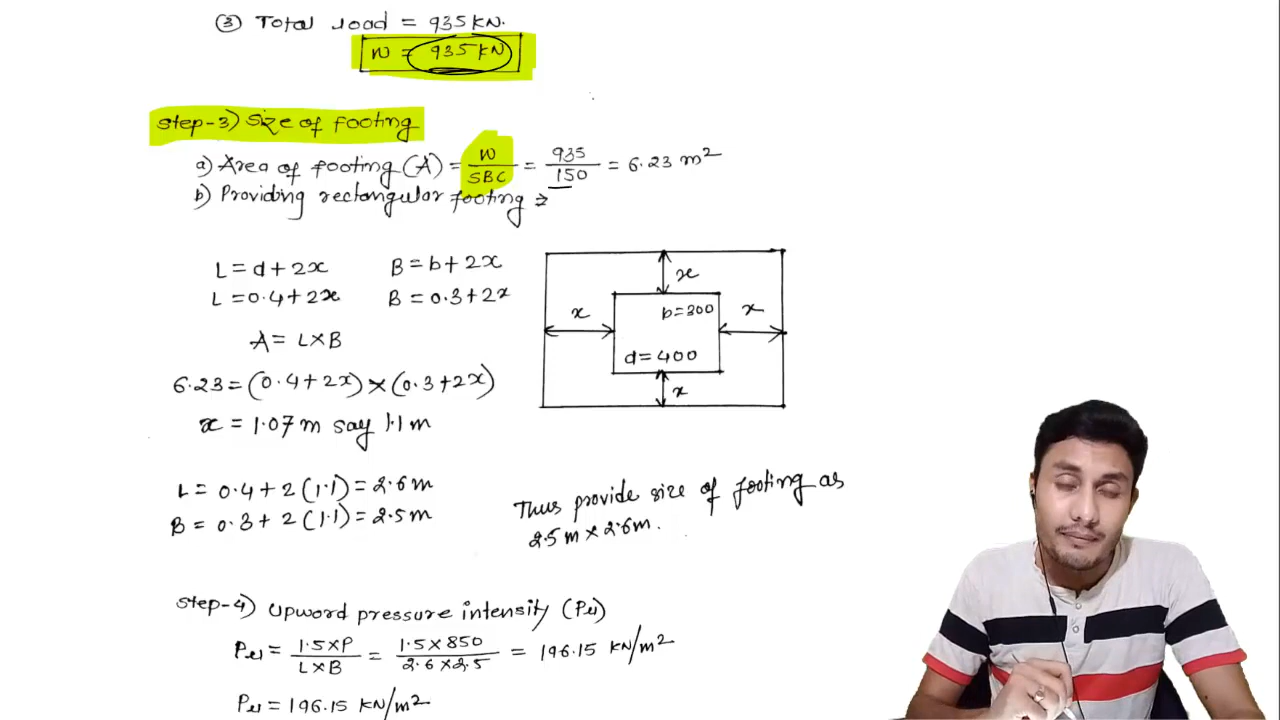 ③ Total load = 935 KN.
W = 935 KN
Step-3) Size of footing
a) Area of footing (A) = W/SBC = 935/150 = 6.23 m²
b) Providing rectangular footing ⇒
L = d + 2x B = b + 2x
L = 0.4 + 2x B = 0.3 + 2x
A = L × B
6.23 = (0.4 + 2x) × (0.3 + 2x)
x = 1.07 m say 1.1 m
L = 0.4 + 2 (1.1) = 2.6 m
B = 0.3 + 2 (1.1) = 2.5 m
x
x b=300 x
d=400
x
Thus provide size of footing as
2.5 m × 2.6 m.
Step-4) Upword pressure intensity (Pu)
Pu = 1.5 × P / L × B = 1.5 × 850 / 2.6 × 2.5 = 196.15 KN/m²
Pu = 196.15 KN/m²